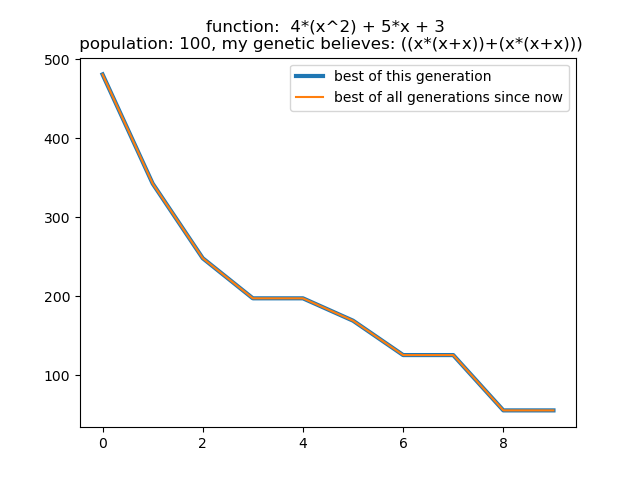 function:  4*(x^2) + 5*x + 3
population: 100, my genetic believes: ((x*(x+x))+(x*(x+x)))
500
best of this generation
best of all generations since now
400
300
200
100
0 2 4 6 8